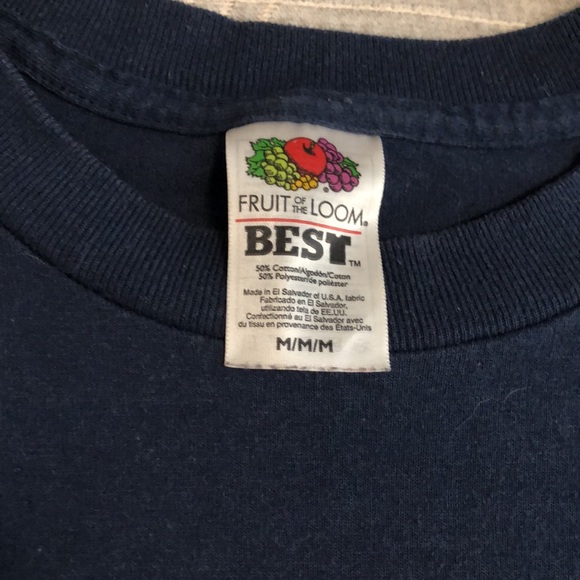 FRUIT OF THE LOOM®
BEST™
50% Cotton/Algodón/Coton
50% Polyester/de poliéster
Made in El Salvador of U.S.A. fabric
Fabricado en El Salvador,
utilizando tela de EE.UU.
Confectionné au El Salvador avec
du tissu en provenance des États-Unis
M/M/M